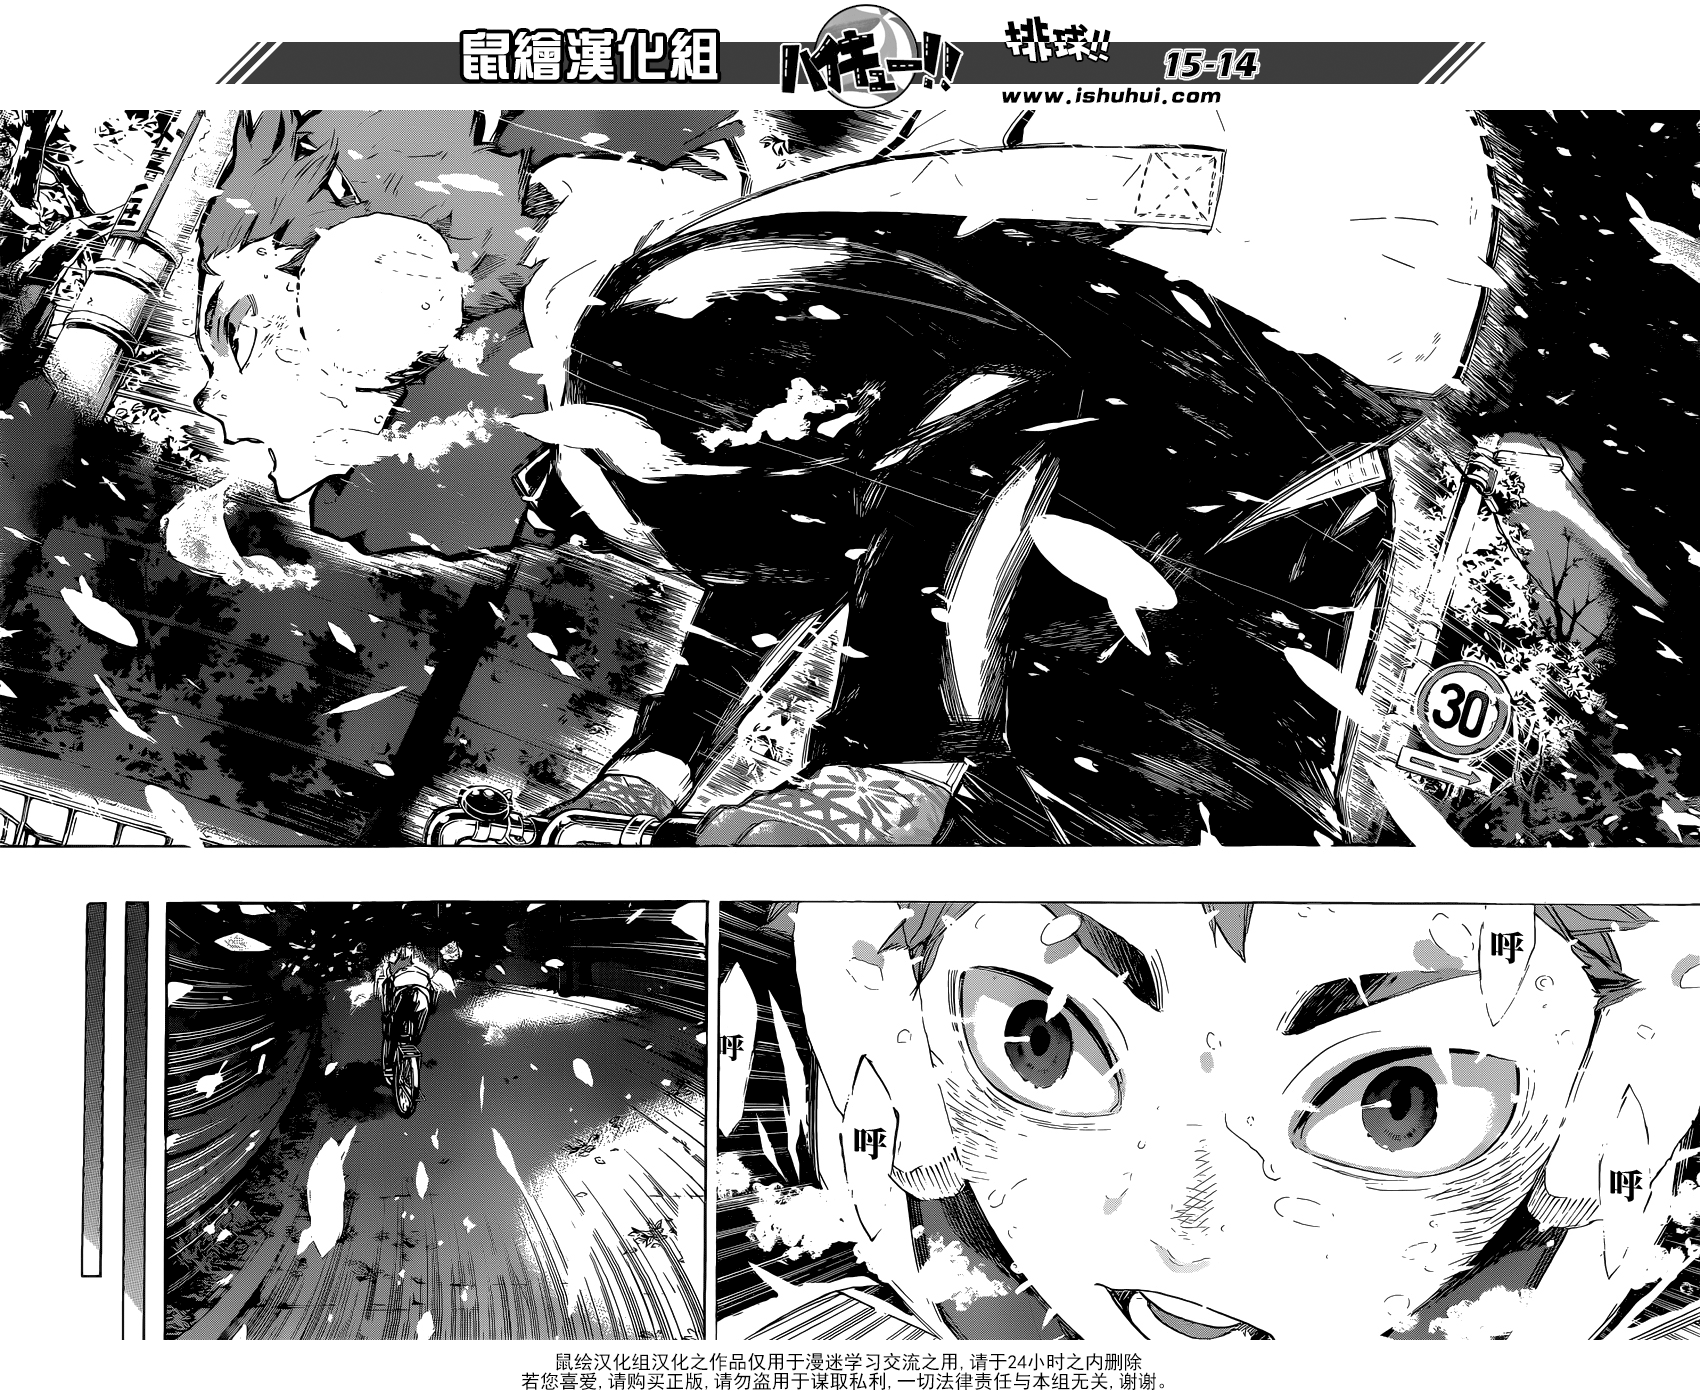 鼠繪漢化組
ハイキュー!!
排球!!
15-14
www.ishuhui.com
30
呼
呼
呼
呼
鼠绘汉化组汉化之作品仅用于漫迷学习交流之用,请于24小时之内删除
若您喜爱,请购买正版,请勿盗用于谋取私利,一切法律责任与本组无关,谢谢。